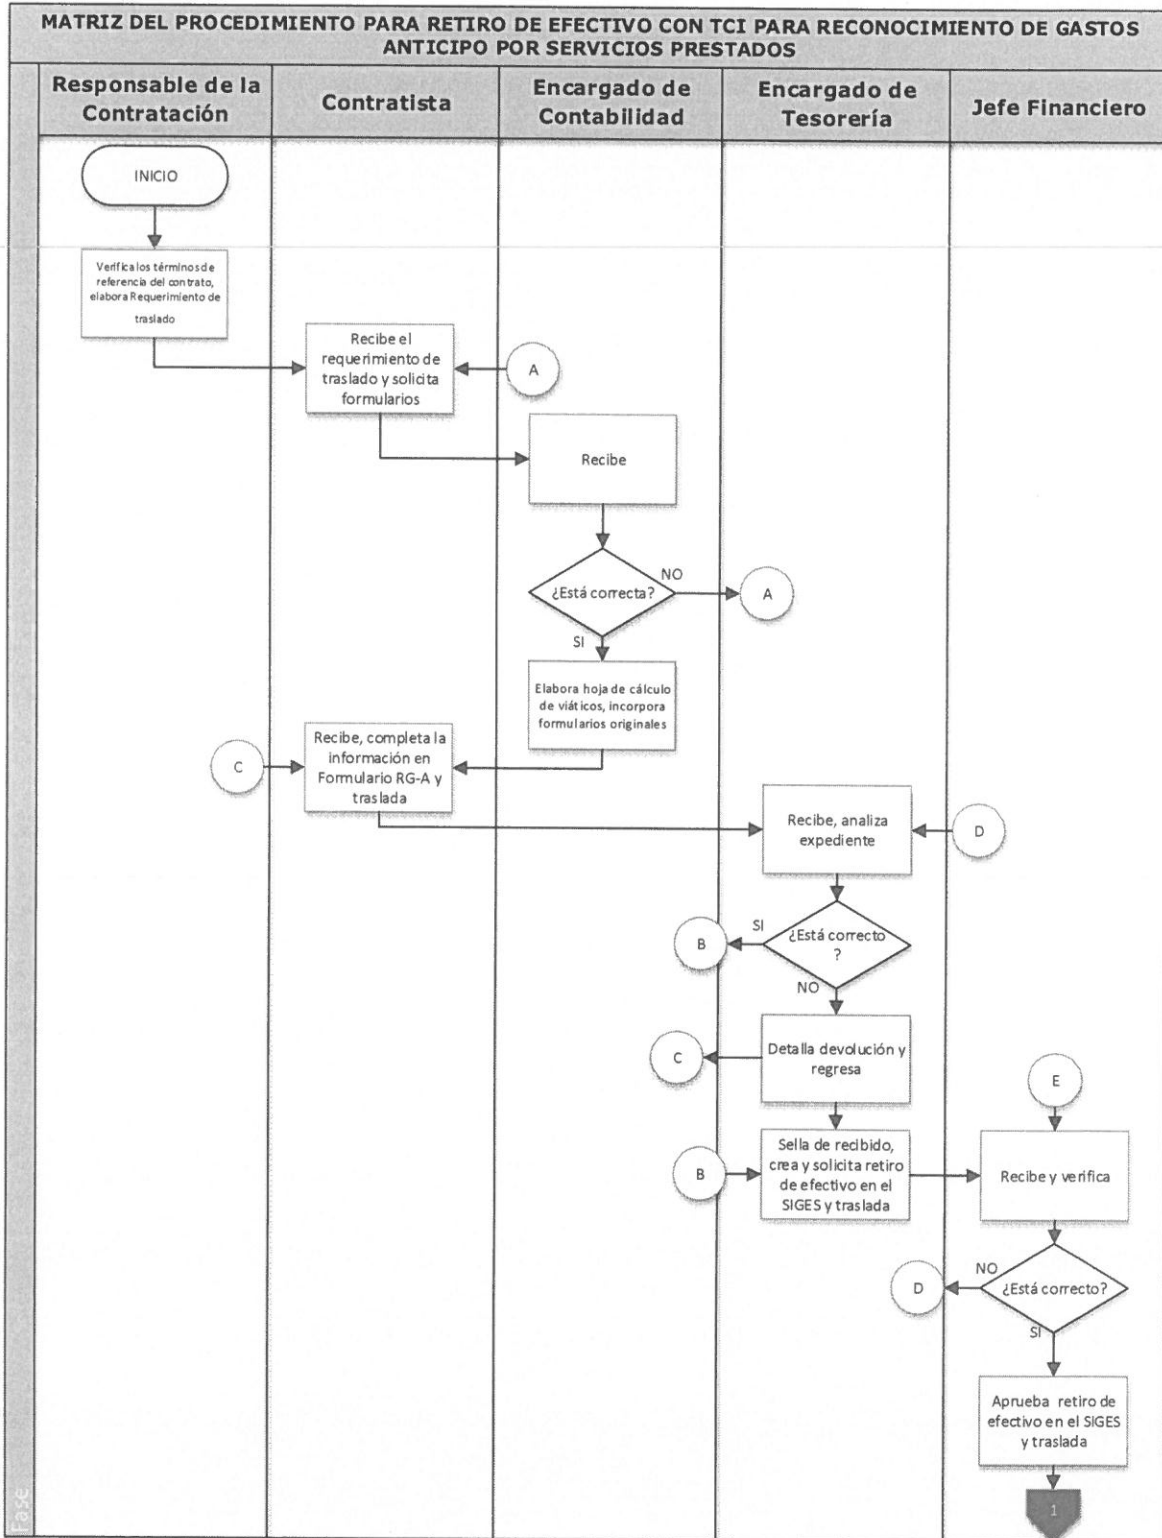 MATRIZ DEL PROCEDIMIENTO PARA RETIRO DE EFECTIVO CON TCI PARA RECONOCIMIENTO DE GASTOS
ANTICIPO POR SERVICIOS PRESTADOS
Responsable de la
Contratación
Contratista
Encargado de
Contabilidad
Encargado de
Tesorería
Jefe Financiero
INICIO
Verifica los términos de
referencia del contrato,
elabora Requerimiento de
traslado
Recibe el
requerimiento de
traslado y solicita
formularios
A
Recibe
¿Está correcta?
NO
A
SI
Elabora hoja de cálculo
de viáticos, incorpora
formularios originales
C
Recibe, completa la
información en
Formulario RG-A y
traslada
Recibe, analiza
expediente
D
B
SI
¿Está correcto
?
NO
C
Detalla devolución y
regresa
E
B
Sella de recibido,
crea y solicita retiro
de efectivo en el
SIGES y traslada
Recibe y verifica
D
NO
¿Está correcto?
SI
Aprueba retiro de
efectivo en el SIGES
y traslada
1
Fase